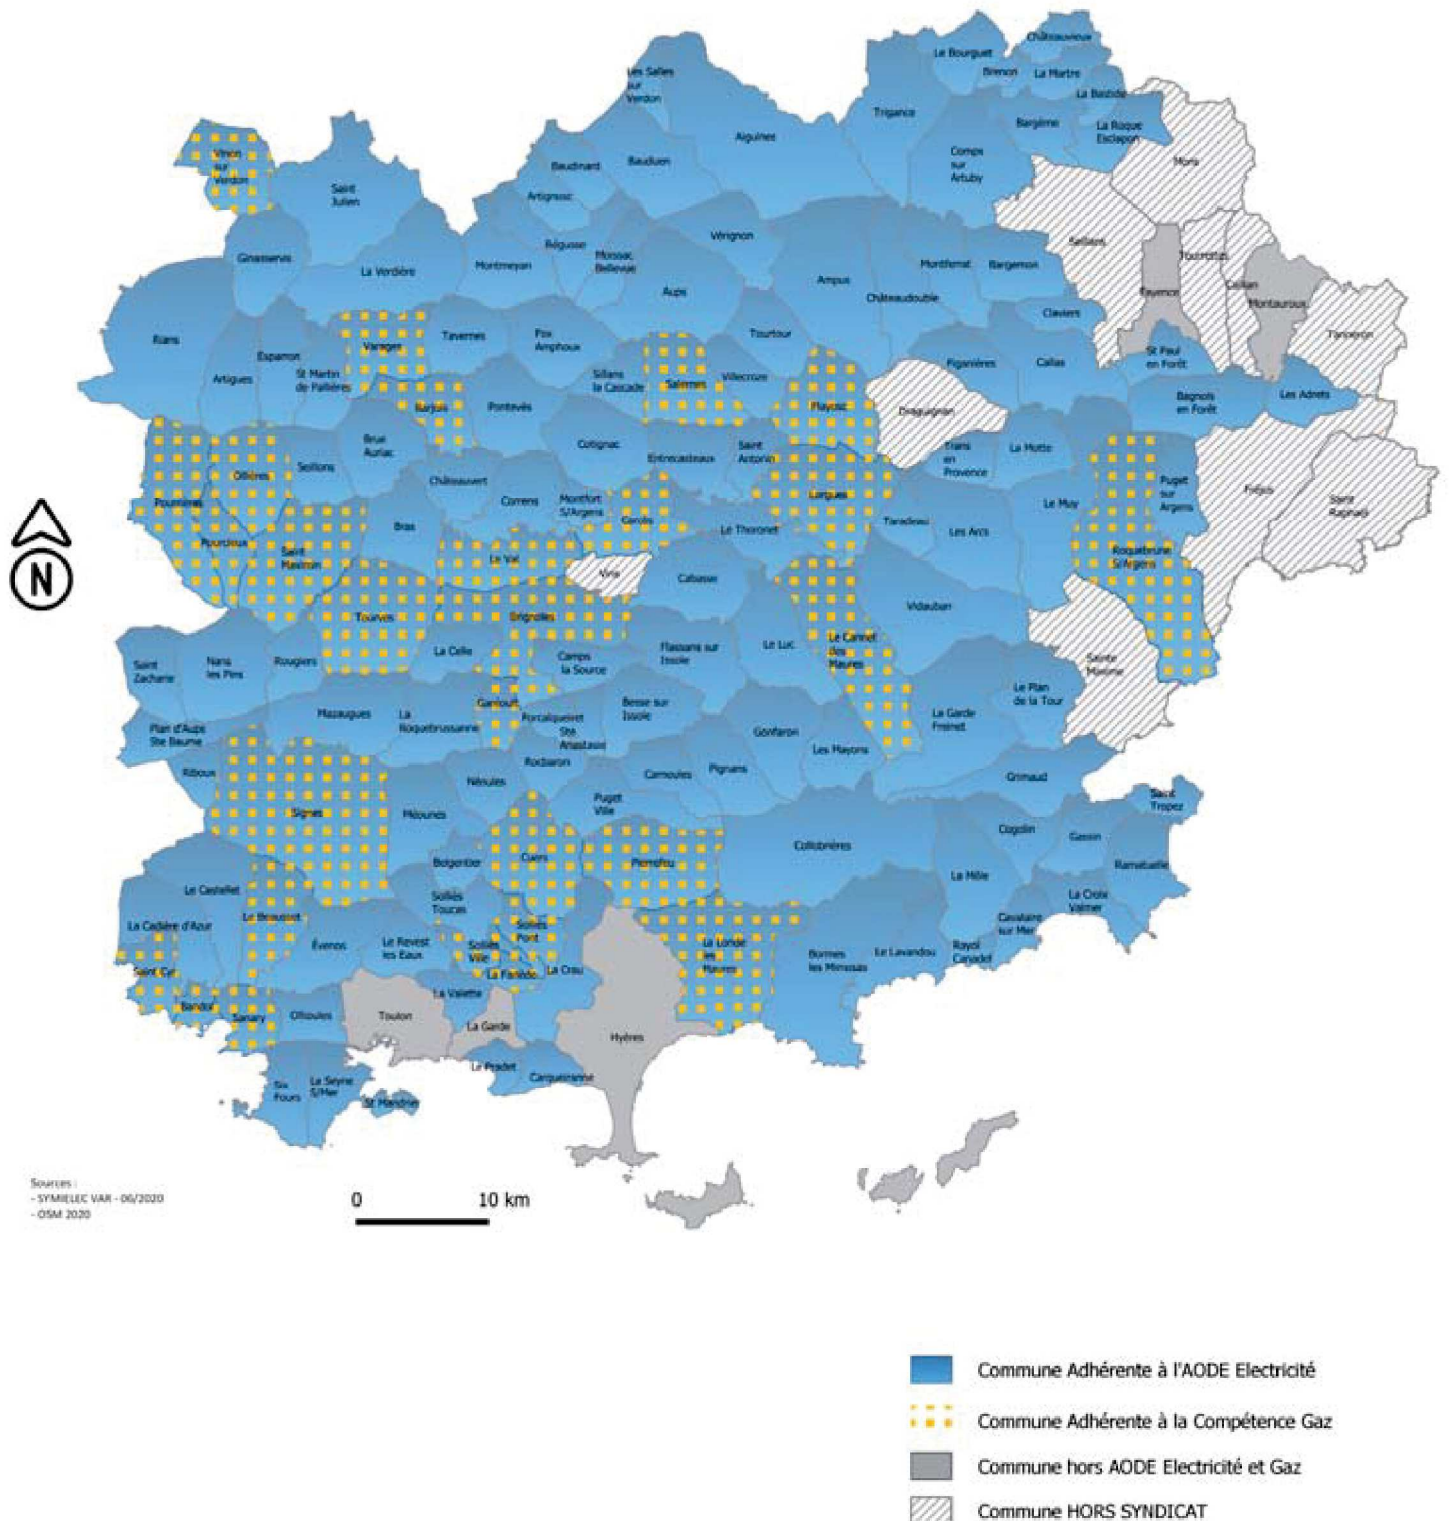 Châteauvieux
Le Bourguet
Brenon
La Martre
La Bastide
Les Salles
sur
Verdon
Trigance
Bargème
La Roque
Esclapon
Aiguines
Vinon
sur
Verdon
Baudinard
Bauduen
Comps
sur
Artuby
Mons
Saint
Julien
Artignosc
Régusse
Moissac
Bellevue
Vérignon
Seillans
Tourrettes
Ginasservis
La Verdière
Montmeyan
Montferrat
Bargemon
Ampus
Aups
Châteaudouble
Fayence
Callian
Montauroux
Claviers
Tanneron
Rians
Varages
Tavernes
Fox
Amphoux
Tourtour
Esparron
Artigues
St Martin
de Pallières
Sillans
la Cascade
Salernes
Villecroze
Figanières
Callas
St Paul
en Forêt
Bagnols
en Forêt
Les Adrets
Barjols
Pontevès
Flayosc
Draguignan
Brue
Auriac
Cotignac
Entrecasteaux
Saint
Antonin
Trans
en
Provence
La Motte
Seillons
Ollières
Châteauvert
Pourrières
Correns
Montfort
S/Argens
Carcès
Lorgues
Le Muy
Puget
sur
Argens
Fréjus
Saint
Raphael
Bras
Le Thoronet
Taradeau
Les Arcs
Pourcieux
Saint
Maximin
Le Val
Vins
Cabasse
Roquebrune
S/Argens
Tourves
Brignoles
Vidauban
Saint
Zacharie
Nans
les Pins
Rougiers
La Celle
Camps
la Source
Flassans sur
Issole
Le Luc
Le Cannet
des
Maures
Sainte
Maxime
Le Plan
de la Tour
Mazaugues
La
Roquebrussanne
Garéoult
Forcalqueiret
Ste
Anastasie
Besse sur
Issole
Gonfaron
Les Mayons
La Garde
Freinet
Plan d'Aups
Ste Baume
Riboux
Néoules
Rocbaron
Carnoules
Pignans
Grimaud
Signes
Méounes
Puget
Ville
Saint
Tropez
Cogolin
Gassin
Collobrières
Belgentier
Cuers
Pierrefeu
Ramatuelle
La Môle
Le Castellet
Solliès
Toucas
La Croix
Valmer
La Cadière d'Azur
Le Beausset
Évenos
Le Revest
les Eaux
Solliès
Ville
Solliès
Pont
La Farlède
La Crau
La Londe
les
Maures
Bormes
les Mimosas
Le Lavandou
Rayol
Canadel
Cavalaire
sur Mer
Saint Cyr
Bandol
Sanary
Ollioules
Toulon
La Valette
La Garde
Hyères
Le Pradet
Carqueiranne
Six
Fours
La Seyne
S/Mer
St Mandrier
N
Sources :
- SYMIELEC VAR - 06/2020
- OSM 2020
0 10 km
Commune Adhérente à l'AODE Electricité
Commune Adhérente à la Compétence Gaz
Commune hors AODE Electricité et Gaz
Commune HORS SYNDICAT